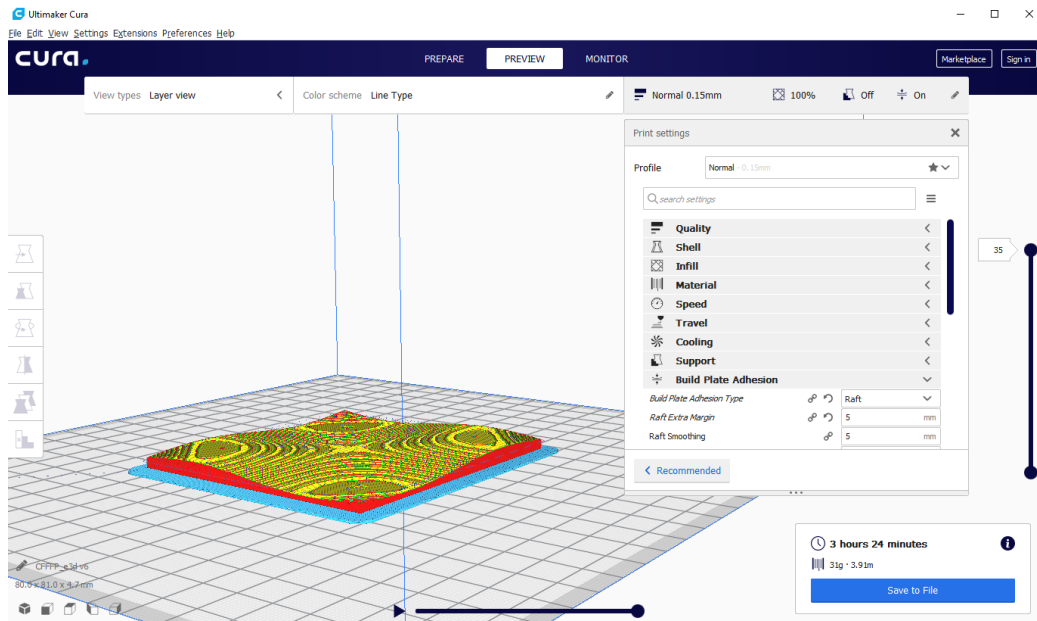 Ultimaker Cura
File Edit View Settings Extensions Preferences Help
cura.
PREPARE PREVIEW MONITOR
Marketplace Sign in
View types Layer view
Color scheme Line Type
Normal 0.15mm 100% Off On
Print settings
Profile Normal - 0.15mm
search settings
Quality
Shell
Infill
Material
Speed
Travel
Cooling
Support
Build Plate Adhesion
Build Plate Adhesion Type Raft
Raft Extra Margin 5 mm
Raft Smoothing 5 mm
Recommended
35
3 hours 24 minutes
31g · 3.91m
Save to File
CFFFP_e3d v6
80.0 x 81.0 x 4.7 mm